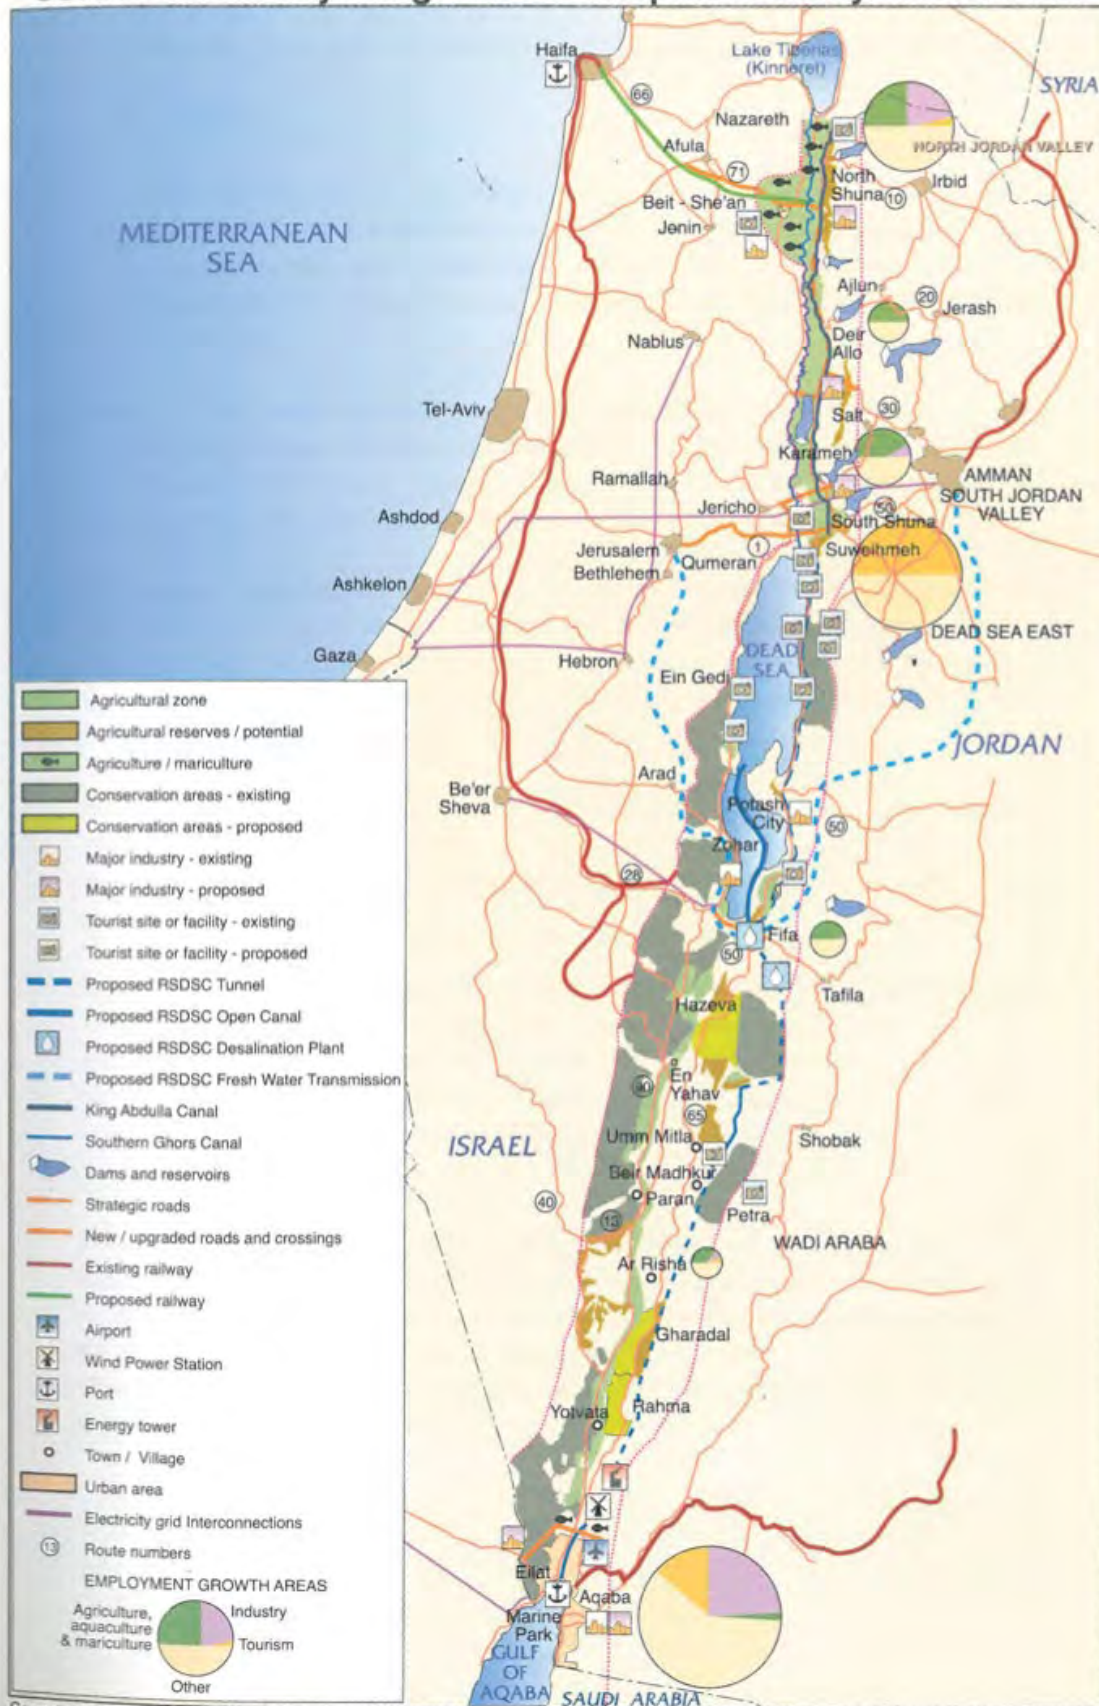 Haifa
Lake Tiberias
(Kinneret)
SYRIA
66
Nazareth
NORTH JORDAN VALLEY
Afula
71
North
Shuna
Irbid
10
Beit - She'an
Jenin
MEDITERRANEAN
SEA
Ajlun
20
Jerash
Deir
Allo
Nablus
Tel-Aviv
Salt
30
Karameh
AMMAN
Ramallah
SOUTH JORDAN
VALLEY
Jericho
50
Ashdod
South Shuna
Jerusalem
1
Suweihmeh
Qumeran
Bethlehem
Ashkelon
DEAD SEA EAST
Gaza
Hebron
DEAD
SEA
Ein Gedi
JORDAN
Arad
Be'er
Sheva
Potash
City
50
Zohar
28
Fifa
50
Tafila
Hazeva
En
Yahav
90
65
Umm Mitla
Shobak
ISRAEL
Beir Madhkur
40
Paran
Petra
13
WADI ARABA
Ar Risha
Gharadal
Yotvata
Rahma
Eilat
Aqaba
Marine
Park
GULF
OF
AQABA
SAUDI ARABIA
Agricultural zone
Agricultural reserves / potential
Agriculture / mariculture
Conservation areas - existing
Conservation areas - proposed
Major industry - existing
Major industry - proposed
Tourist site or facility - existing
Tourist site or facility - proposed
Proposed RSDSC Tunnel
Proposed RSDSC Open Canal
Proposed RSDSC Desalination Plant
Proposed RSDSC Fresh Water Transmission
King Abdulla Canal
Southern Ghors Canal
Dams and reservoirs
Strategic roads
New / upgraded roads and crossings
Existing railway
Proposed railway
Airport
Wind Power Station
Port
Energy tower
Town / Village
Urban area
Electricity grid Interconnections
13
Route numbers
EMPLOYMENT GROWTH AREAS
Agriculture,
aquaculture
& mariculture
Industry
Tourism
Other